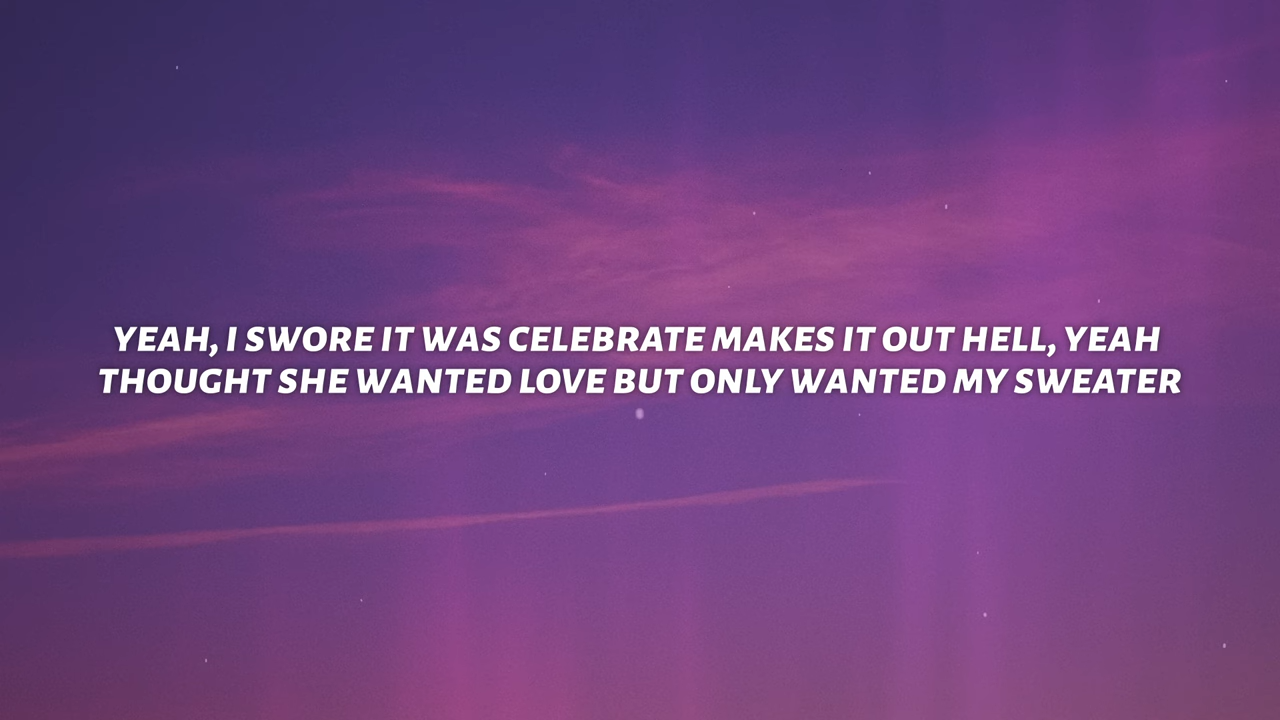 YEAH, I SWORE IT WAS CELEBRATE MAKES IT OUT HELL, YEAH
THOUGHT SHE WANTED LOVE BUT ONLY WANTED MY SWEATER